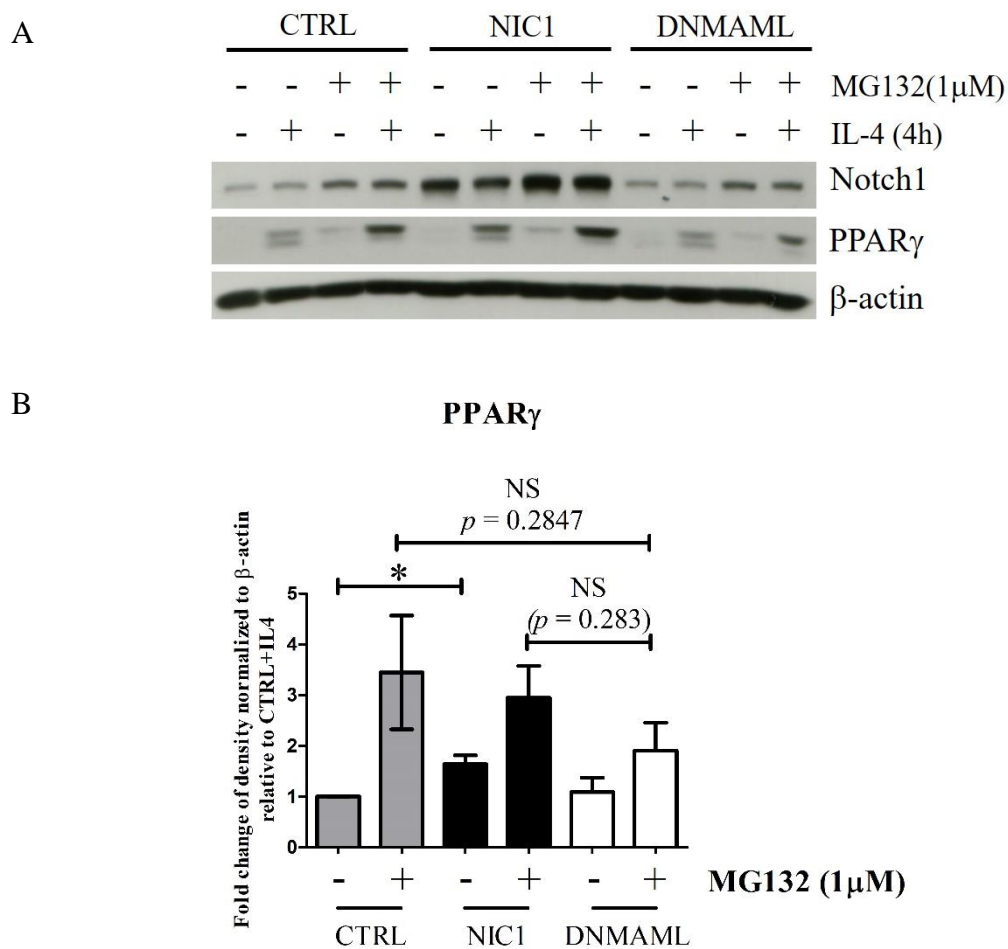 A
CTRL NIC1 DNMAML
- - + + - - + + - - + + MG132(1μM)
- + - + - + - + - + - + IL-4 (4h)
Notch1
PPARγ
β-actin
B
PPARγ
NS
p = 0.2847
*
NS
(p = 0.283)
Fold change of density normalized to β-actin
relative to CTRL+IL4
5
4
3
2
1
0
- + - + - + MG132 (1μM)
CTRL NIC1 DNMAML